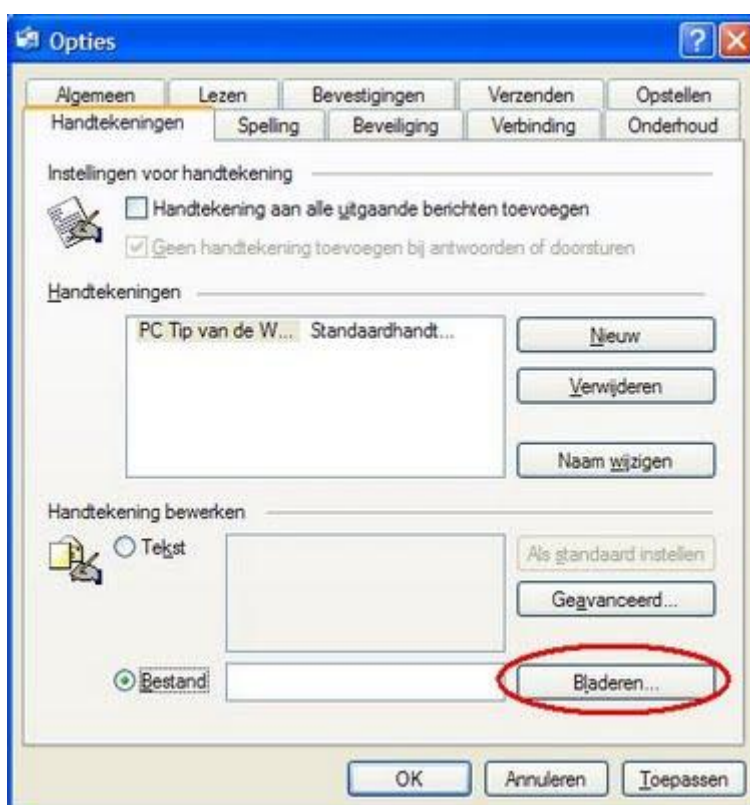 Opties
Algemeen Lezen Bevestigingen Verzenden Opstellen
Handtekeningen Spelling Beveiliging Verbinding Onderhoud
Instellingen voor handtekening
Handtekening aan alle uitgaande berichten toevoegen
Geen handtekening toevoegen bij antwoorden of doorsturen
Handtekeningen
PC Tip van de W... Standaardhandt...
Nieuw
Verwijderen
Naam wijzigen
Handtekening bewerken
Tekst
Als standaard instellen
Geavanceerd...
Bestand
Bladeren...
OK Annuleren Toepassen